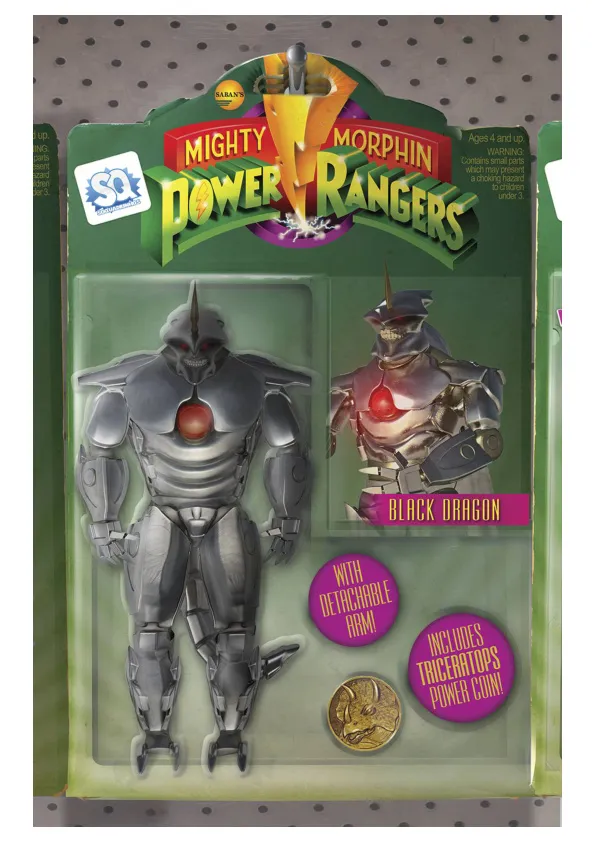 SABAN'S
MIGHTY MORPHIN
POWER RANGERS
Ages 4 and up.
WARNING:
Contains small parts
which may present
a choking hazard
to children
under 3.
BLACK DRAGON
WITH
DETACHABLE
ARM!
INCLUDES
TRICERATOPS
POWER COIN!